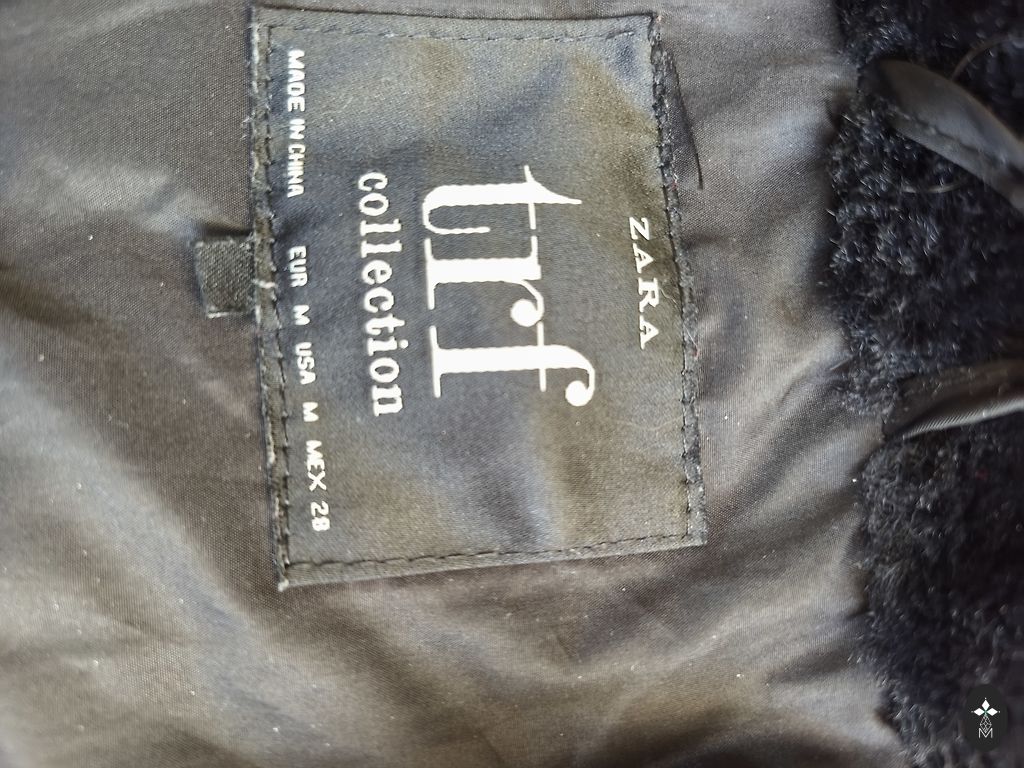 ZARA
trf
collection
MADE IN CHINA EUR M USA M MEX 28
M